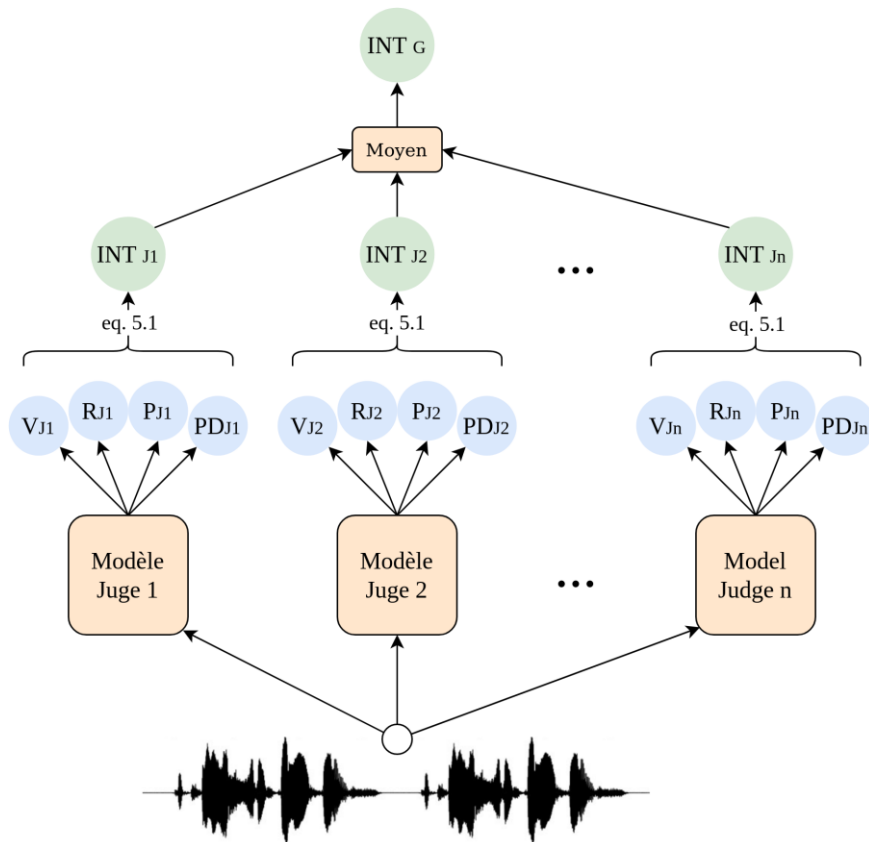 INT G
Moyen
INT J1
INT J2
...
INT Jn
eq. 5.1
eq. 5.1
eq. 5.1
VJ1
RJ1
PJ1
PDJ1
VJ2
RJ2
PJ2
PDJ2
VJn
RJn
PJn
PDJn
Modèle
Juge 1
Modèle
Juge 2
...
Model
Judge n